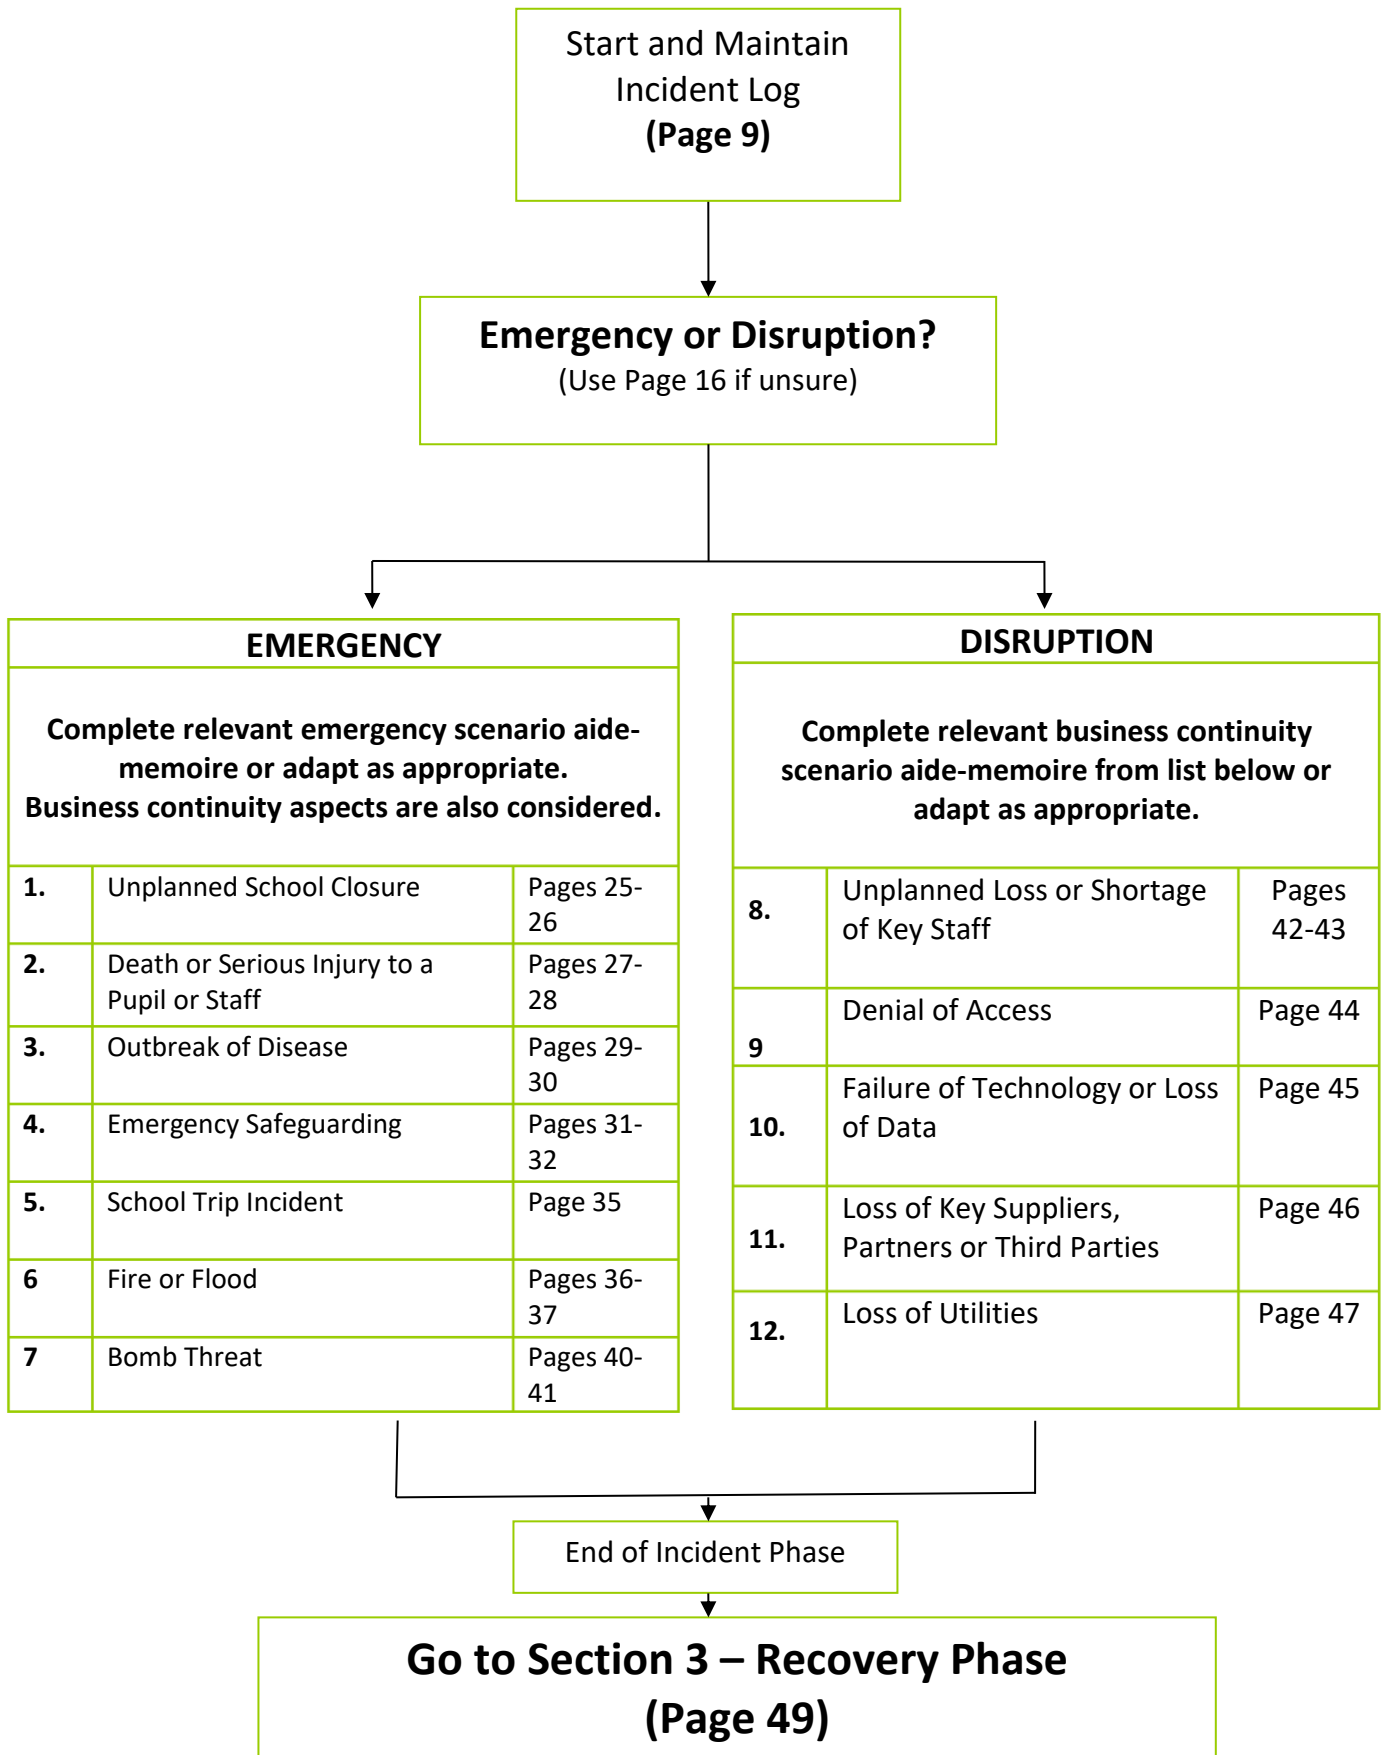 Start and Maintain
Incident Log
(Page 9)
Emergency or Disruption?
(Use Page 16 if unsure)
EMERGENCY
Complete relevant emergency scenario aide-
memoire or adapt as appropriate.
Business continuity aspects are also considered.
1. Unplanned School Closure Pages 25-
26
2. Death or Serious Injury to a Pages 27-
Pupil or Staff 28
3. Outbreak of Disease Pages 29-
30
4. Emergency Safeguarding Pages 31-
32
5. School Trip Incident Page 35
6 Fire or Flood Pages 36-
37
7 Bomb Threat Pages 40-
41
DISRUPTION
Complete relevant business continuity
scenario aide-memoire from list below or
adapt as appropriate.
8. Unplanned Loss or Shortage Pages
of Key Staff 42-43
9 Denial of Access Page 44
10. Failure of Technology or Loss Page 45
of Data
11. Loss of Key Suppliers, Page 46
Partners or Third Parties
12. Loss of Utilities Page 47
End of Incident Phase
Go to Section 3 – Recovery Phase
(Page 49)